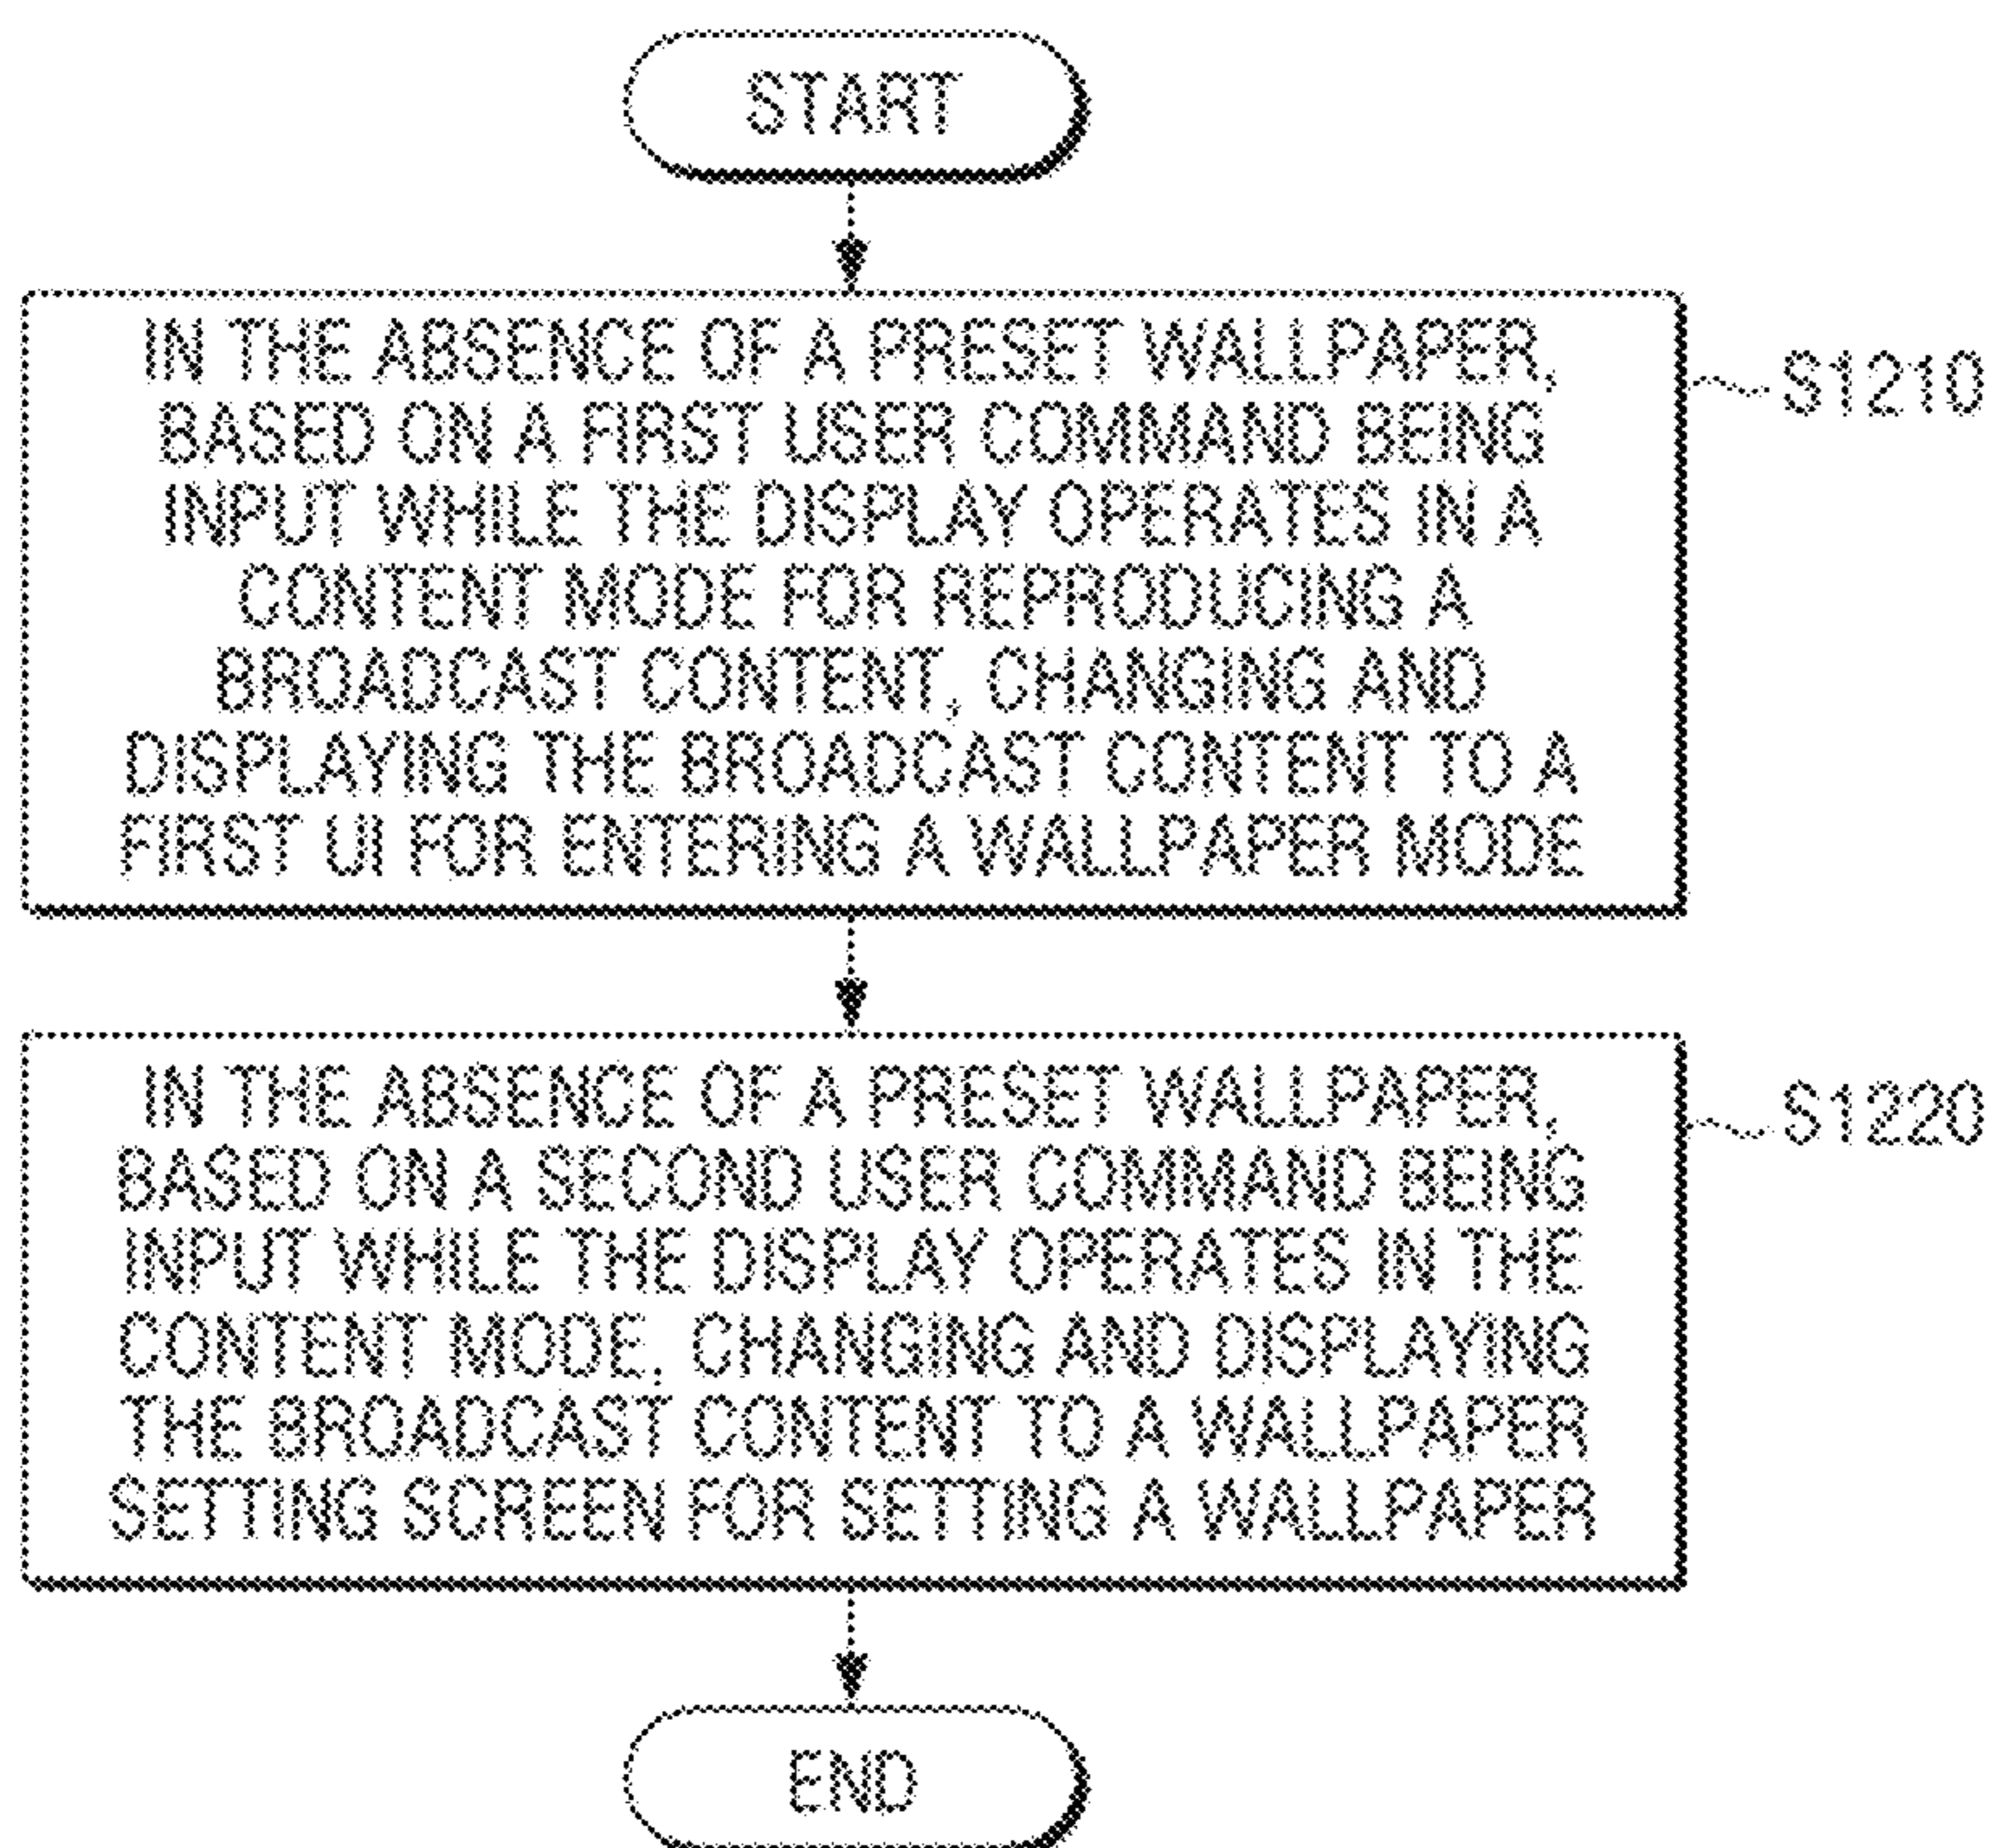 START
IN THE ABSENCE OF A PRESET WALLPAPER,
BASED ON A FIRST USER COMMAND BEING
INPUT WHILE THE DISPLAY OPERATES IN A
CONTENT MODE FOR REPRODUCING A
BROADCAST CONTENT, CHANGING AND
DISPLAYING THE BROADCAST CONTENT TO A
FIRST UI FOR ENTERING A WALLPAPER MODE
S1210
IN THE ABSENCE OF A PRESET WALLPAPER,
BASED ON A SECOND USER COMMAND BEING
INPUT WHILE THE DISPLAY OPERATES IN THE
CONTENT MODE, CHANGING AND DISPLAYING
THE BROADCAST CONTENT TO A WALLPAPER
SETTING SCREEN FOR SETTING A WALLPAPER
S1220
END